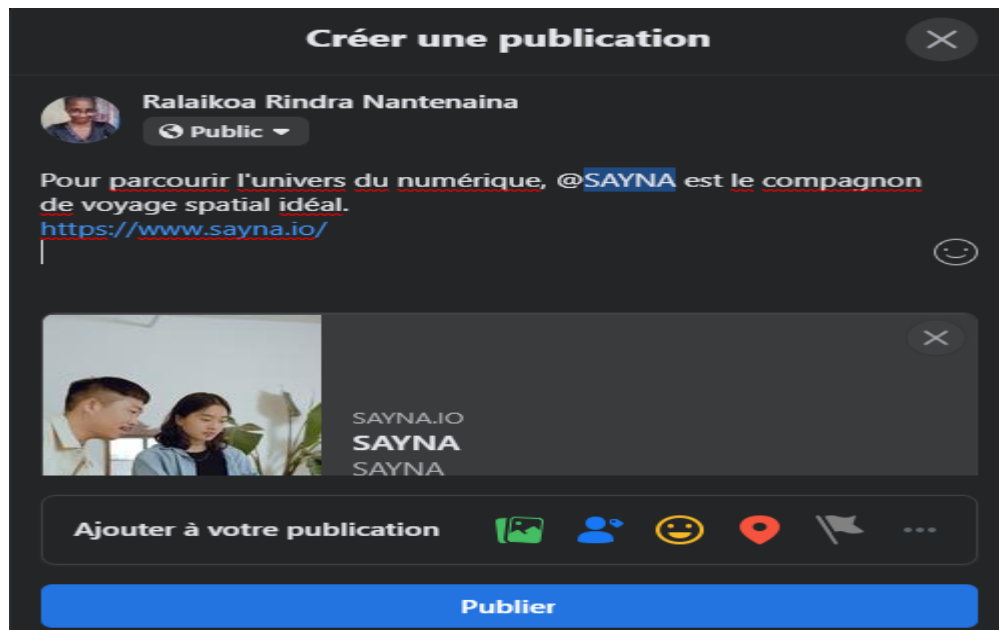 Créer une publication
Ralaikoa Rindra Nantenaina
Public
Pour parcourir l'univers du numérique, @SAYNA est le compagnon
de voyage spatial idéal.
https://www.sayna.io/
SAYNA.IO
SAYNA
SAYNA
Ajouter à votre publication
Publier